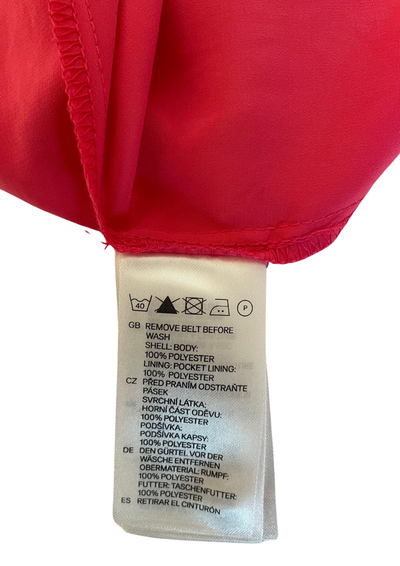 40 P
GB REMOVE BELT BEFORE
WASH
SHELL: BODY:
100% POLYESTER
LINING: POCKET LINING:
100% POLYESTER
CZ PŘED PRANÍM ODSTRAŇTE
PÁSEK
SVRCHNÍ LÁTKA:
HORNÍ ČÁST ODĚVU:
100% POLYESTER
PODŠÍVKA:
PODŠÍVKA KAPSY:
100% POLYESTER
DE DEN GÜRTEL VOR DER
WÄSCHE ENTFERNEN
OBERMATERIAL: RUMPF:
100% POLYESTER
FUTTER: TASCHENFUTTER:
100% POLYESTER
ES RETIRAR EL CINTURÓN